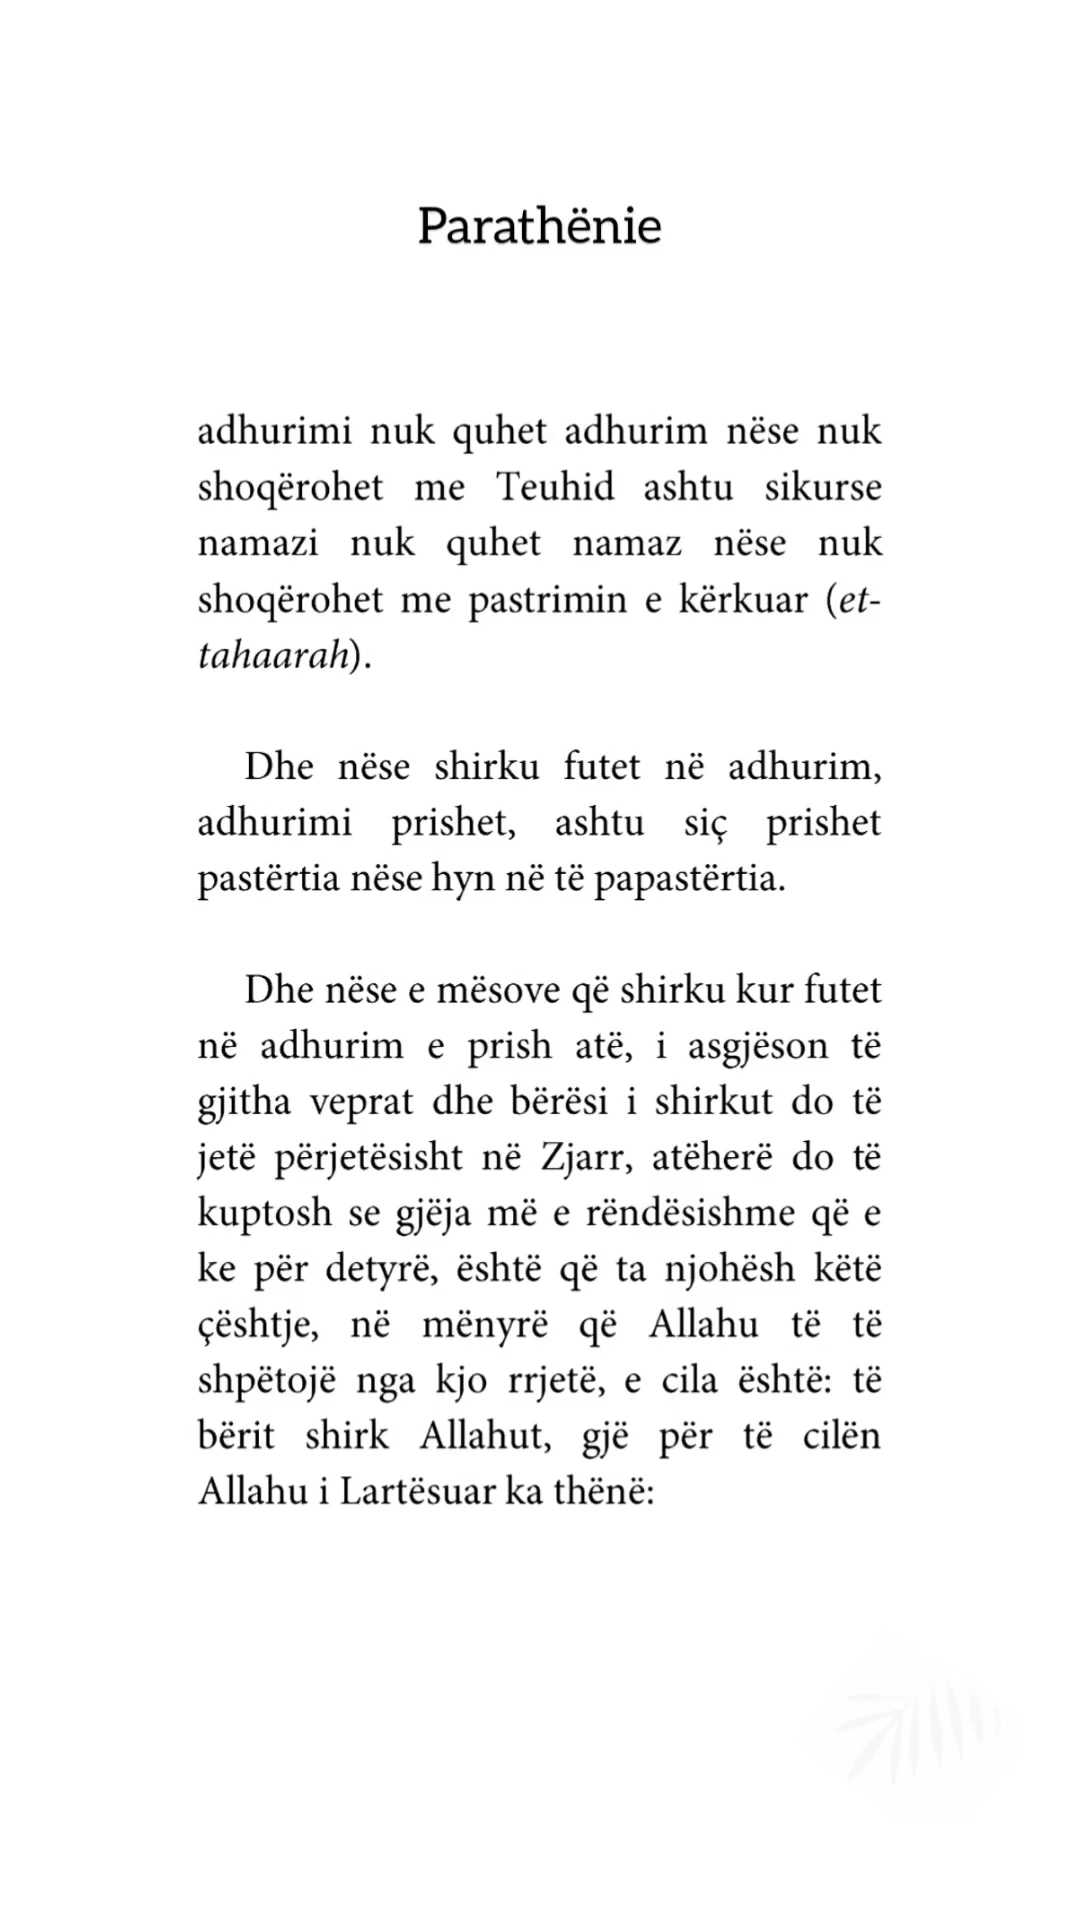 Parathënie
adhurimi nuk quhet adhurim nëse nuk
shoqërohet me Teuhid ashtu sikurse
namazi nuk quhet namaz nëse nuk
shoqërohet me pastrimin e kërkuar (et-
tahaarah).
Dhe nëse shirku futet në adhurim,
adhurimi prishet, ashtu siç prishet
pastërtia nëse hyn në të papastërtia.
Dhe nëse e mësove që shirku kur futet
në adhurim e prish atë, i asgjëson të
gjitha veprat dhe bërësi i shirkut do të
jetë përjetësisht në Zjarr, atëherë do të
kuptosh se gjëja më e rëndësishme që e
ke për detyrë, është që ta njohësh këtë
çështje, në mënyrë që Allahu të të
shpëtojë nga kjo rrjetë, e cila është: të
bërit shirk Allahut, gjë për të cilën
Allahu i Lartësuar ka thënë: